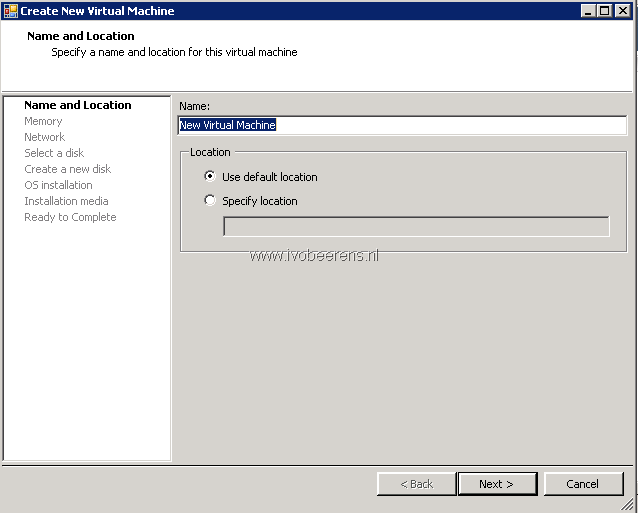 Create New Virtual Machine
Name and Location
Specify a name and location for this virtual machine
Name and Location
Memory
Network
Select a disk
Create a new disk
OS installation
Installation media
Ready to Complete
Name:
New Virtual Machine
Location
Use default location
Specify location
www.ivobeerens.nl
< Back
Next >
Cancel